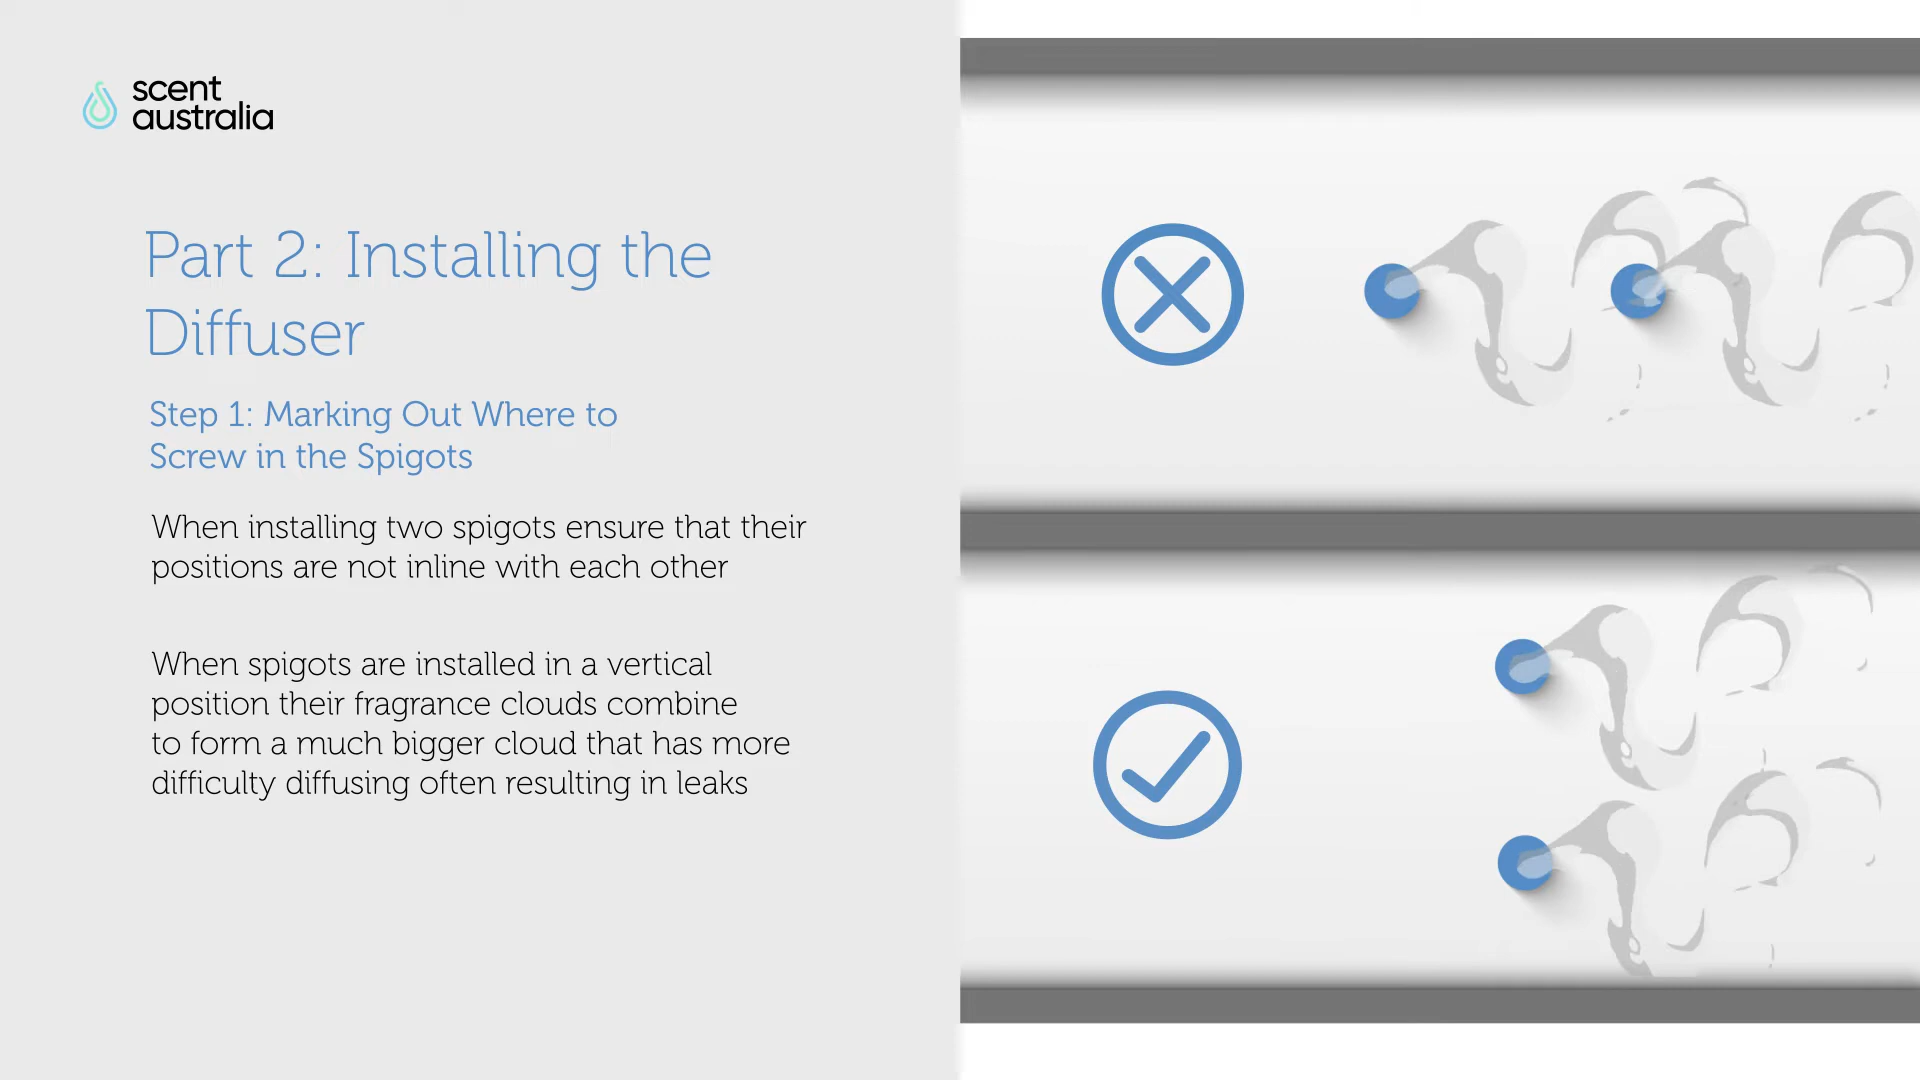 scent
australia
Part 2: Installing the
Diffuser
Step 1: Marking Out Where to
Screw in the Spigots
When installing two spigots ensure that their
positions are not inline with each other
When spigots are installed in a vertical
position their fragrance clouds combine
to form a much bigger cloud that has more
difficulty diffusing often resulting in leaks